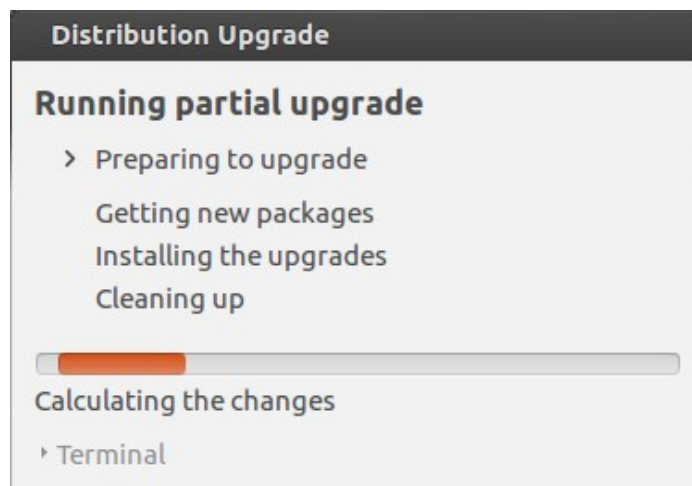 Distribution Upgrade
Running partial upgrade
Preparing to upgrade
Getting new packages
Installing the upgrades
Cleaning up
Calculating the changes
Terminal